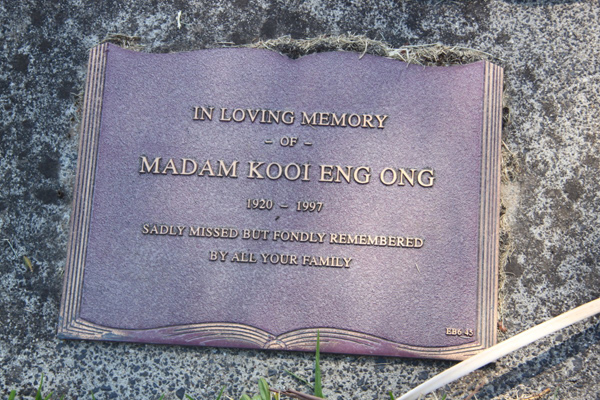 IN LOVING MEMORY
– OF –
MADAM KOOI ENG ONG
1920 – 1997
SADLY MISSED BUT FONDLY REMEMBERED
BY ALL YOUR FAMILY
EB6 45